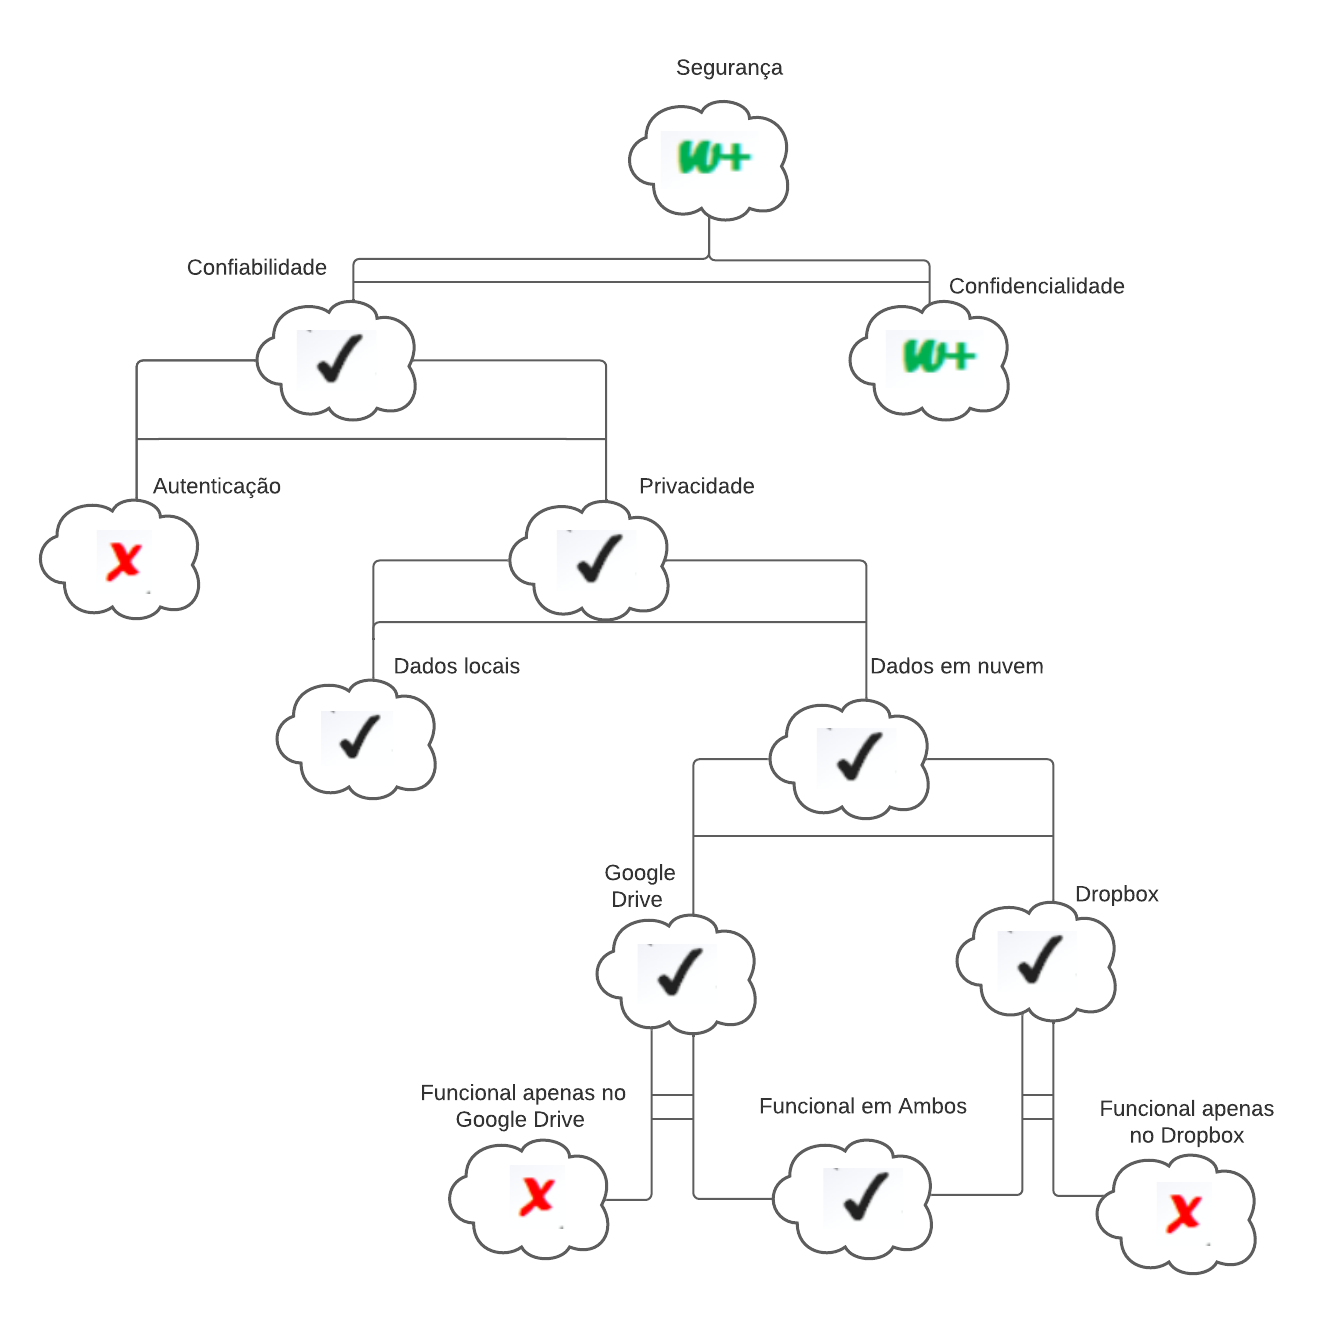 Segurança
W+
Confiabilidade
Confidencialidade
W+
Autenticação
Privacidade
Dados locais
Dados em nuvem
Google
Drive
Dropbox
Funcional apenas no
Google Drive
Funcional em Ambos
Funcional apenas
no Dropbox